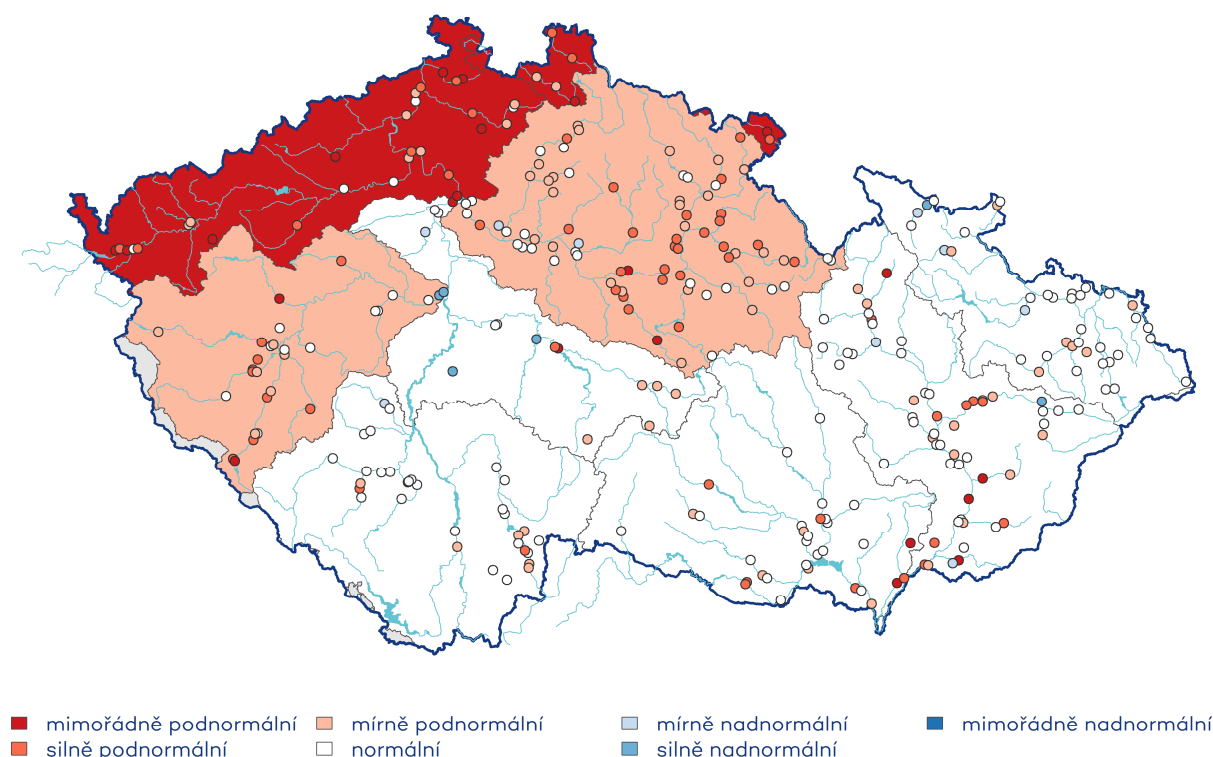 mimořádně podnormální
mírně podnormální
mírně nadnormální
mimořádně nadnormální
silně podnormální
normální
silně nadnormální